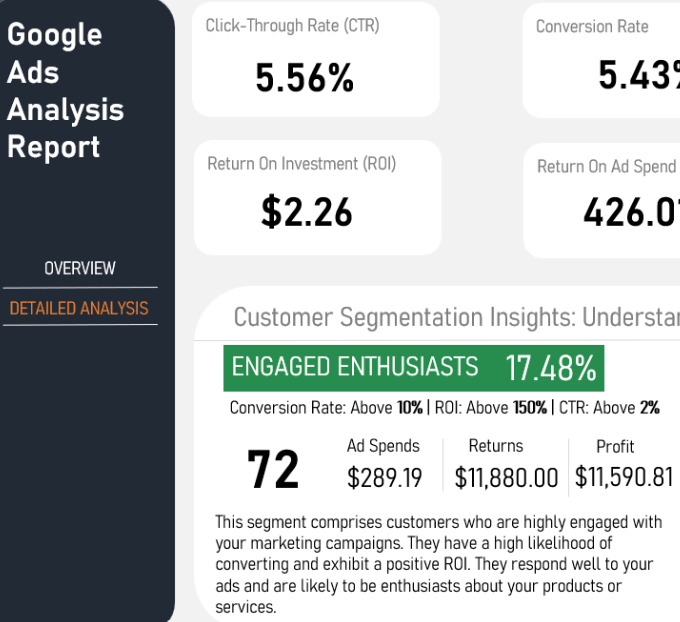 Google
Ads
Analysis
Report
OVERVIEW
DETAILED ANALYSIS
Click-Through Rate (CTR)
5.56%
Conversion Rate
5.43%
Return On Investment (ROI)
$2.26
Return On Ad Spend
426.0
Customer Segmentation Insights:
ENGAGED ENTHUSIASTS 17.48%
Conversion Rate: Above 10% | ROI: Above 150% | CTR: Above 2%
72
Ad Spends Returns Profit
$289.19 $11,880.00 $11,590.81
This segment comprises customers who are highly engaged with
your marketing campaigns. They have a high likelihood of
converting and exhibit a positive ROI. They respond well to your
ads and are likely to be enthusiasts about your products or
services.